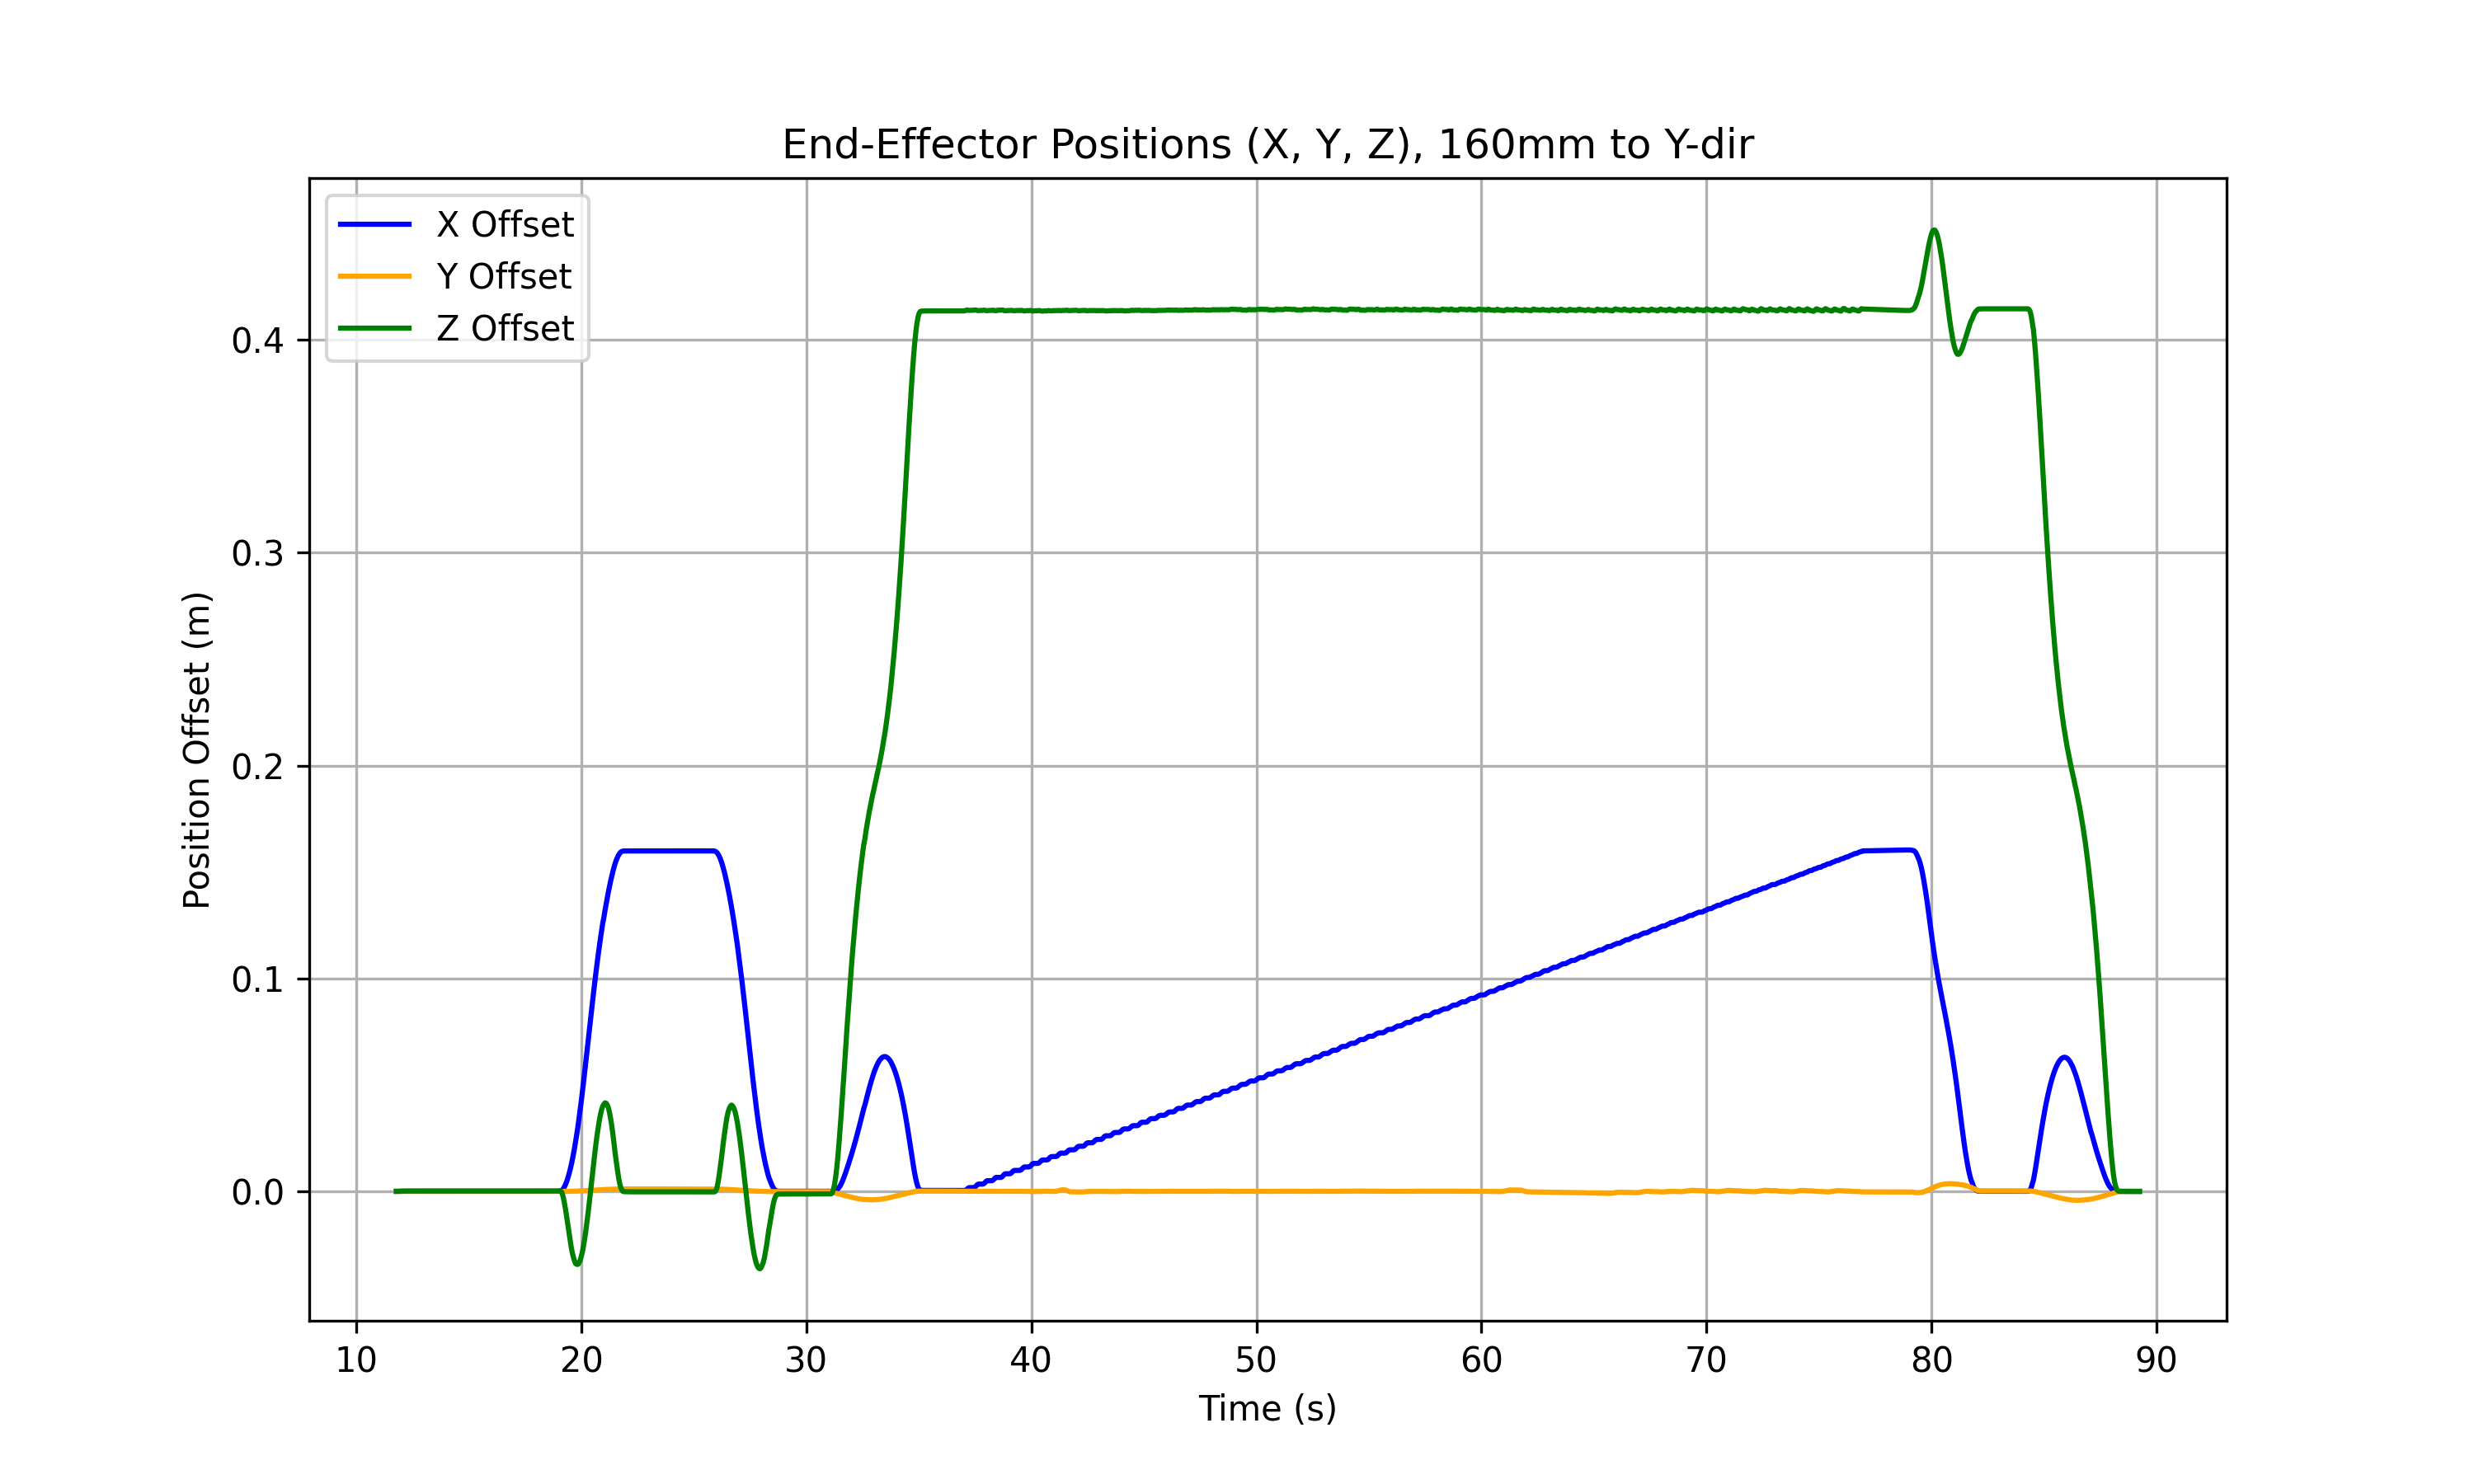 End-Effector Positions (X, Y, Z), 160mm to Y-dir
X Offset
Y Offset
Z Offset
Position Offset (m)
0.4
0.3
0.2
0.1
0.0
10 20 30 40 50 60 70 80 90
Time (s)